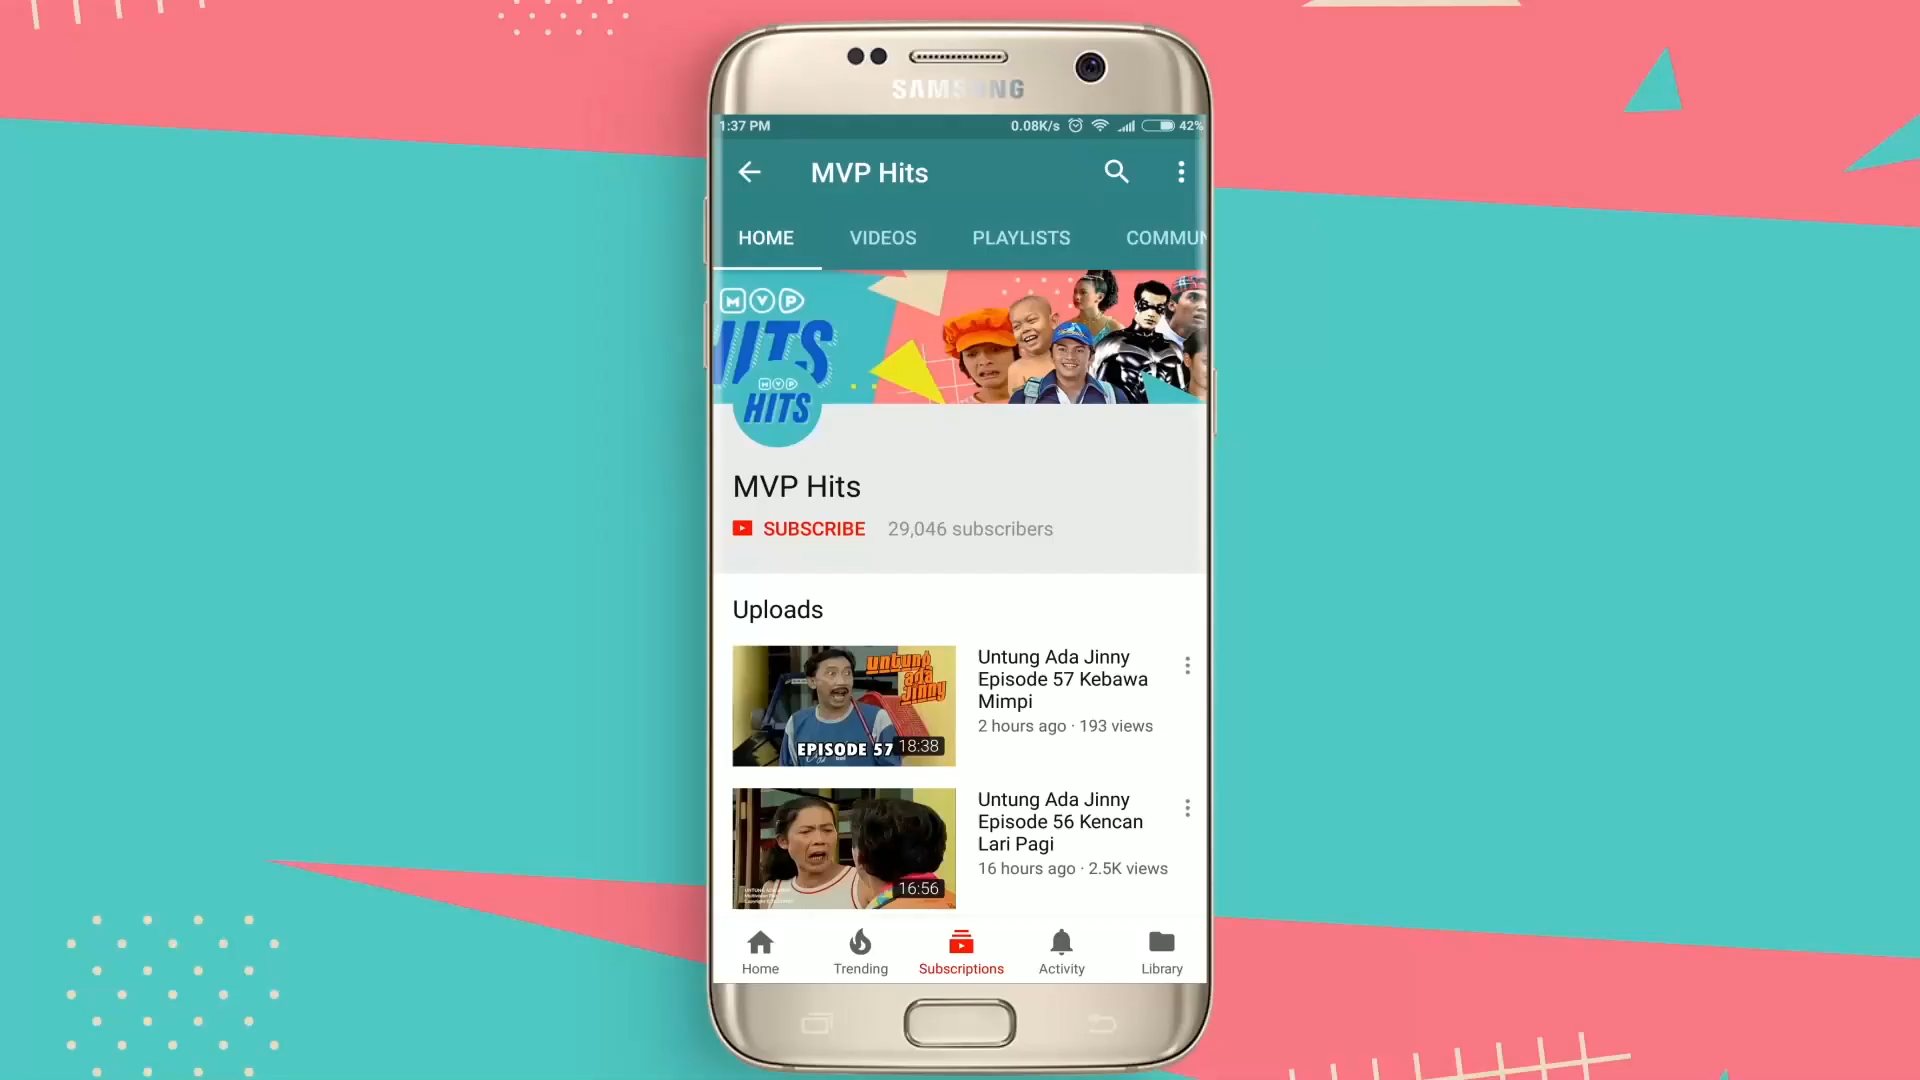 SAMSUNG
1:37 PM
0.08K/s
42%
MVP Hits
HOME
VIDEOS
PLAYLISTS
COMMUN
MVP
HITS
MVP
HITS
MVP Hits
SUBSCRIBE
29,046 subscribers
Uploads
untung
ada
jinny
EPISODE 57
18:38
Untung Ada Jinny
Episode 57 Kebawa
Mimpi
2 hours ago · 193 views
16:56
Untung Ada Jinny
Episode 56 Kencan
Lari Pagi
16 hours ago · 2.5K views
Home
Trending
Subscriptions
Activity
Library